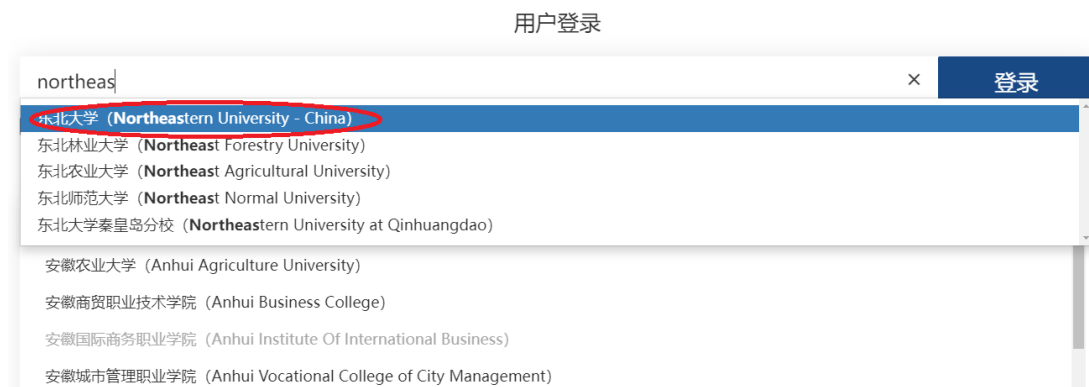 用户登录
northeas × 登录
东北大学（Northeastern University - China）
东北林业大学（Northeast Forestry University）
东北农业大学（Northeast Agricultural University）
东北师范大学（Northeast Normal University）
东北大学秦皇岛分校（Northeastern University at Qinhuangdao）
安徽农业大学（Anhui Agriculture University）
安徽商贸职业技术学院（Anhui Business College）
安徽国际商务职业学院（Anhui Institute Of International Business）
安徽城市管理职业学院（Anhui Vocational College of City Management）